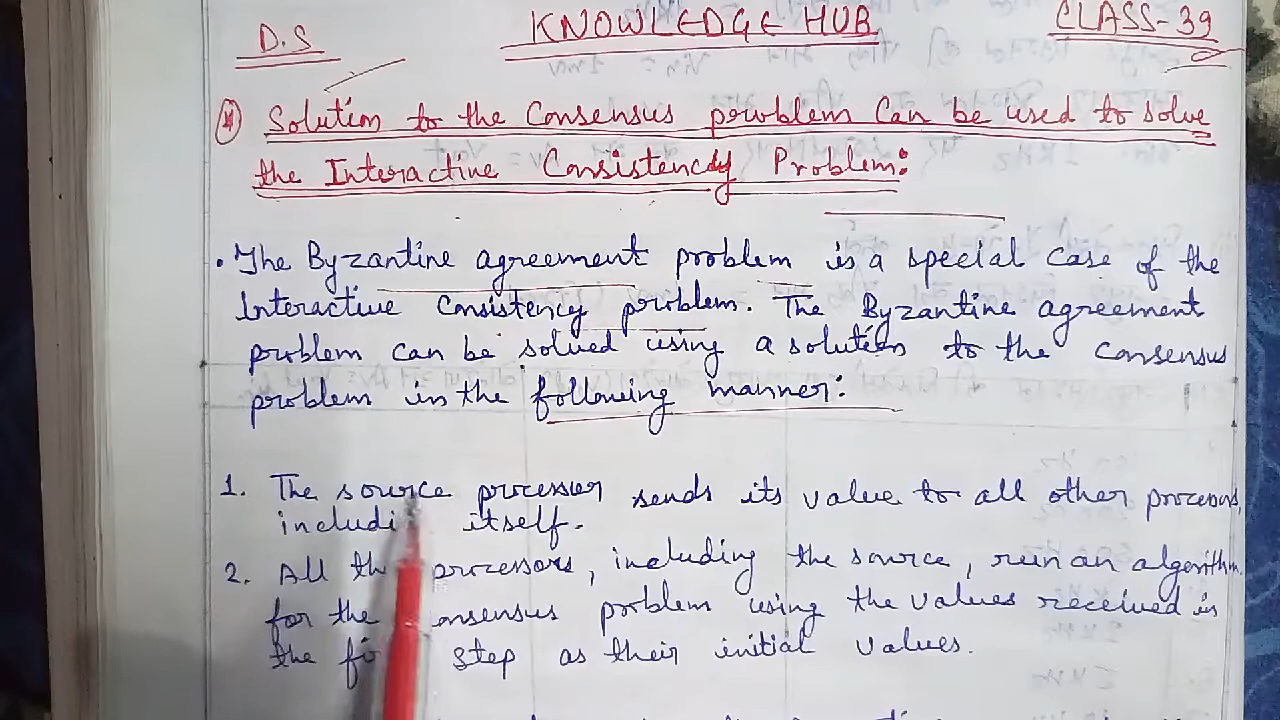 D.S KNOWLEDGE HUB CLASS-39
Solution to the Consensus problem Can be used to solve
the Interactive Consistency Problem:
• The Byzantine agreement problem is a special case of the
Interactive Consistency problem. The Byzantine agreement
problem can be solved using a solution to the consensus
problem in the following manner:
1. The source processor sends its value to all other processors,
includi itself.
2. All th processors, including the source, run an algorithm
for the onsensus problem using the values received in
the fi step as their initial values.